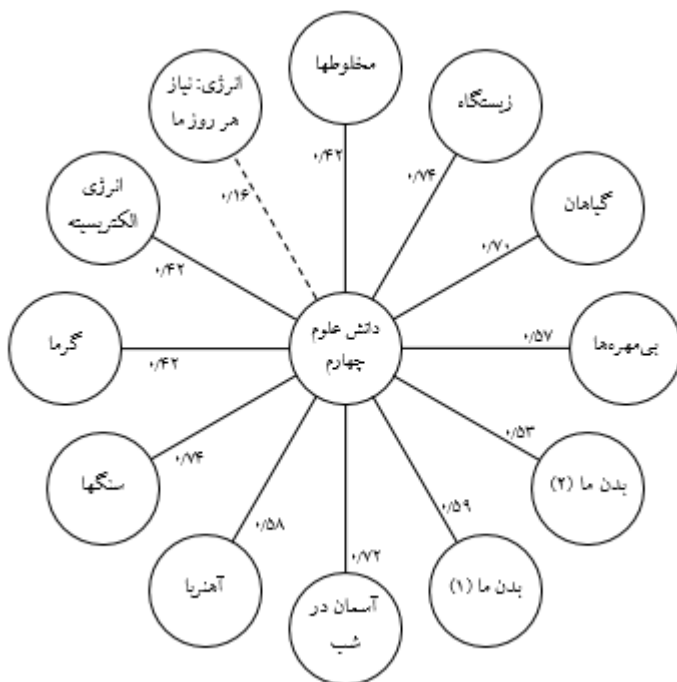 مخلوطها
۰/۴۲
زیستگاه
۰/۷۴
گیاهان
۰/۷۰
بی‌مهره‌ها
۰/۵۷
بدن ما (۲)
۰/۵۳
بدن ما (۱)
۰/۵۹
آسمان در
شب
۰/۷۲
آهنربا
۰/۵۸
سنگها
۰/۷۴
گرما
۰/۴۲
انرژی
الکتریسیته
۰/۴۲
انرژی: نیاز
هر روز ما
۰/۱۶
دانش علوم
چهارم